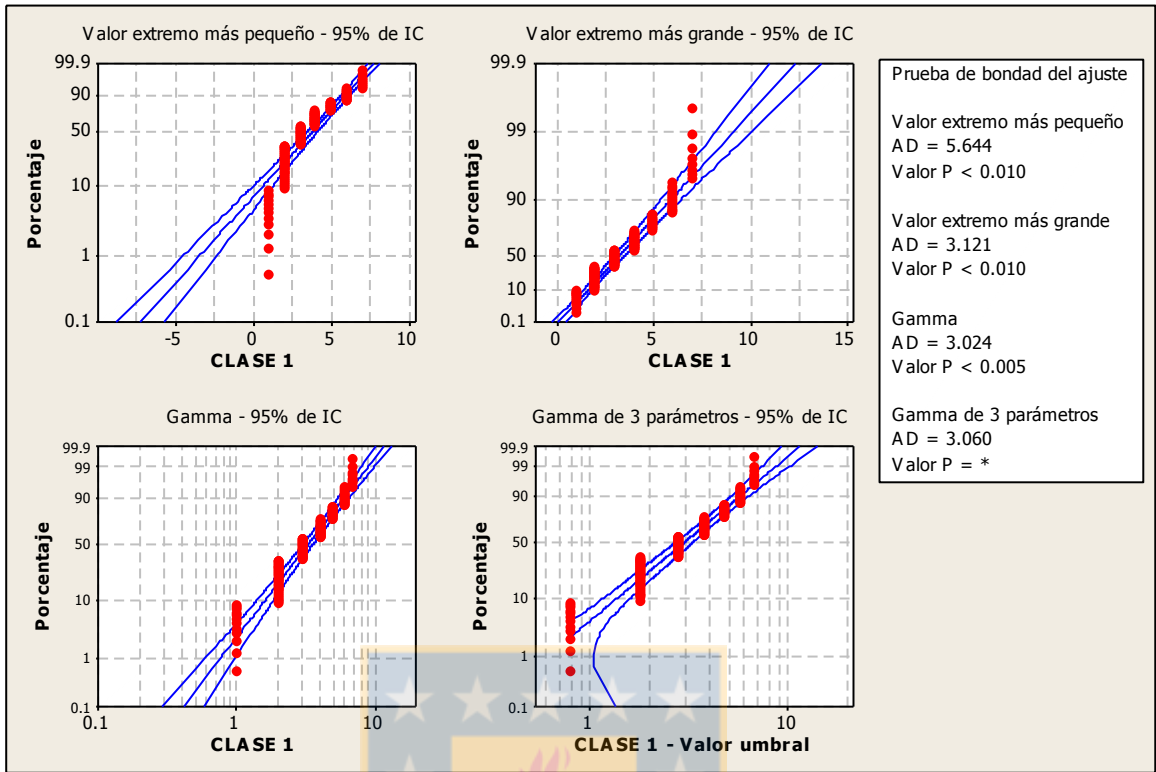 Valor extremo más pequeño - 95% de IC
99.9
90
50
10
1
0.1
Porcentaje
-5
0
5
10
CLASE 1
Valor extremo más grande - 95% de IC
99.9
99
90
50
10
0.1
Porcentaje
0
5
10
15
CLASE 1
Gamma - 95% de IC
99.9
99
90
50
10
1
0.1
Porcentaje
0.1
1
10
CLASE 1
Gamma de 3 parámetros - 95% de IC
99.9
99
90
50
10
1
0.1
Porcentaje
1
10
CLASE 1 - Valor umbral
Prueba de bondad del ajuste
Valor extremo más pequeño
AD = 5.644
Valor P < 0.010
Valor extremo más grande
AD = 3.121
Valor P < 0.010
Gamma
AD = 3.024
Valor P < 0.005
Gamma de 3 parámetros
AD = 3.060
Valor P = *